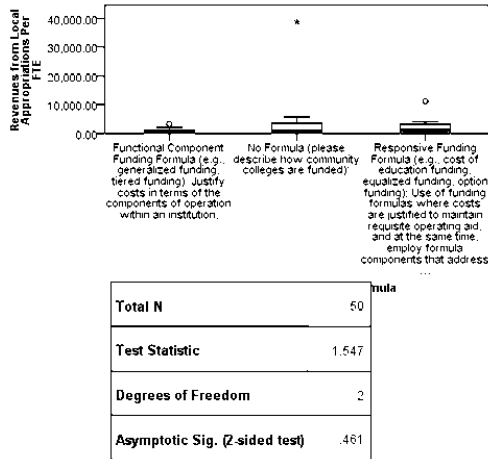 Revenues from Local
Appropriations Per
FTE
40,000.00
30,000.00
20,000.00
10,000.00
0.00
Functional Component
Funding Formula (e.g.,
generalized funding,
tiered funding) Justify
costs in terms of the
components of operation
within an institution.
No Formula (please
describe how community
colleges are funded)
Responsive Funding
Formula (e.g., cost of
education funding,
equalized funding, option
funding): Use of funding
formulas where costs
are justified to maintain
requisite operating aid,
and at the same time,
employ formula
components that address
...
mula
Total N 50
Test Statistic 1.547
Degrees of Freedom 2
Asymptotic Sig. (2-sided test) .461